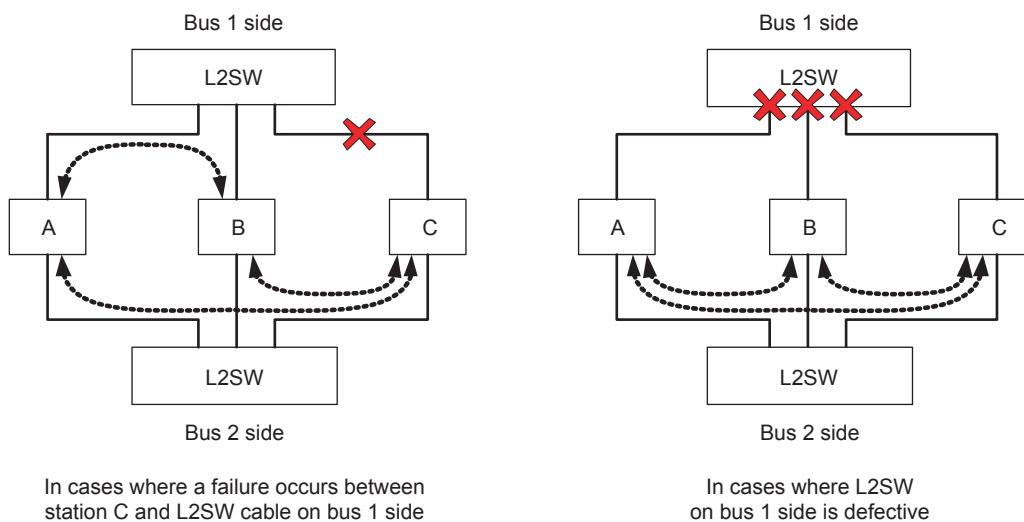 Bus 1 side
L2SW
A
B
C
L2SW
Bus 2 side
In cases where a failure occurs between
station C and L2SW cable on bus 1 side
Bus 1 side
L2SW
A
B
C
L2SW
Bus 2 side
In cases where L2SW
on bus 1 side is defective